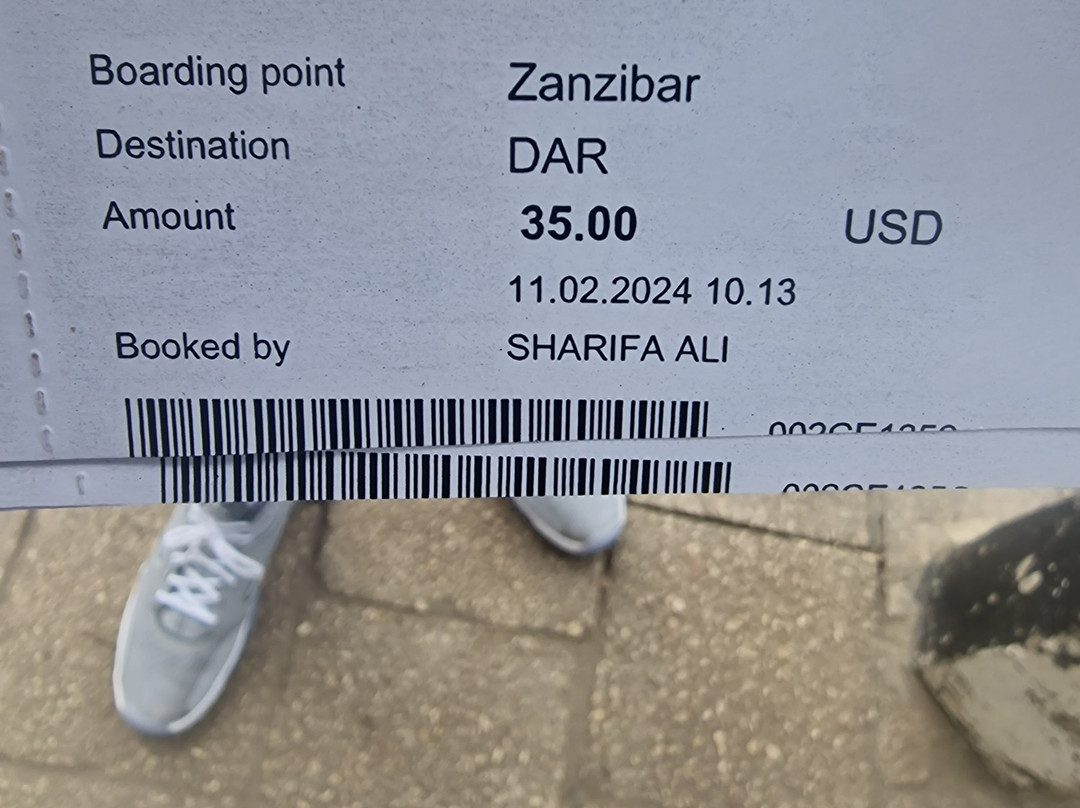 Boarding point Zanzibar
Destination DAR
Amount 35.00 USD
11.02.2024 10.13
Booked by SHARIFA ALI